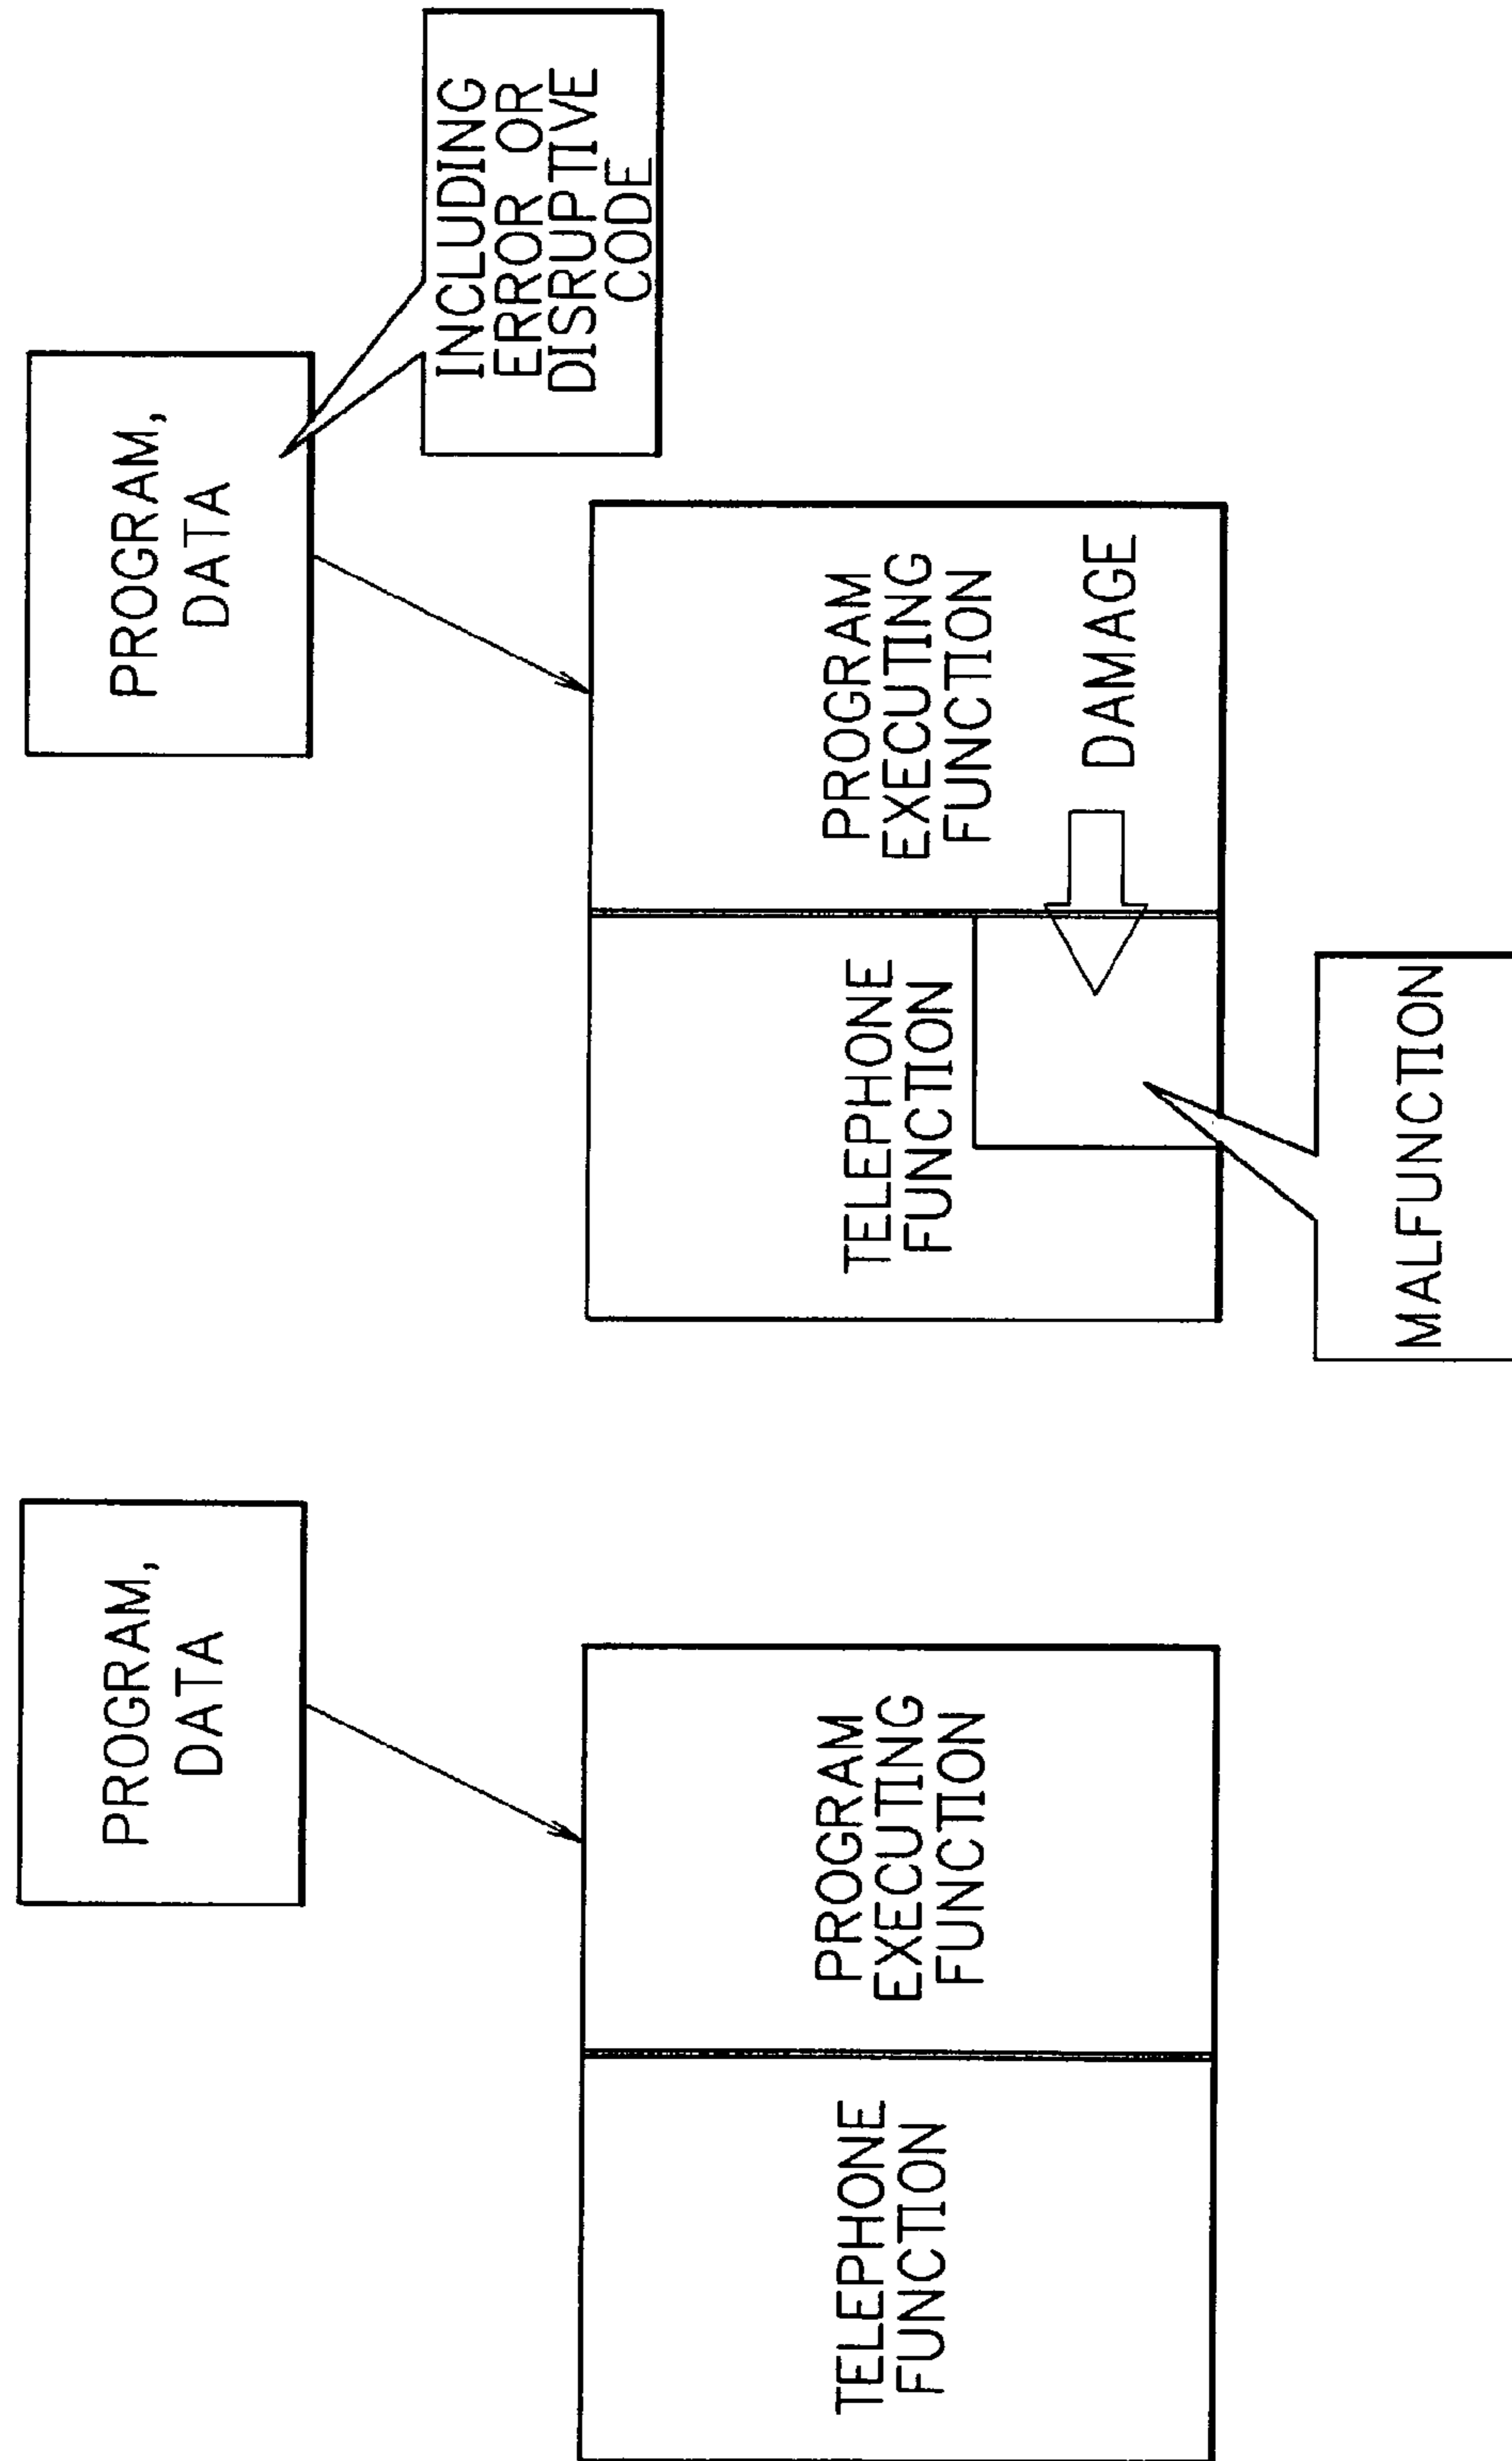 PROGRAM,
DATA
TELEPHONE
FUNCTION
PROGRAM
EXECUTING
FUNCTION
PROGRAM,
DATA
INCLUDING
ERROR OR
DISRUPTIVE
CODE
TELEPHONE
FUNCTION
PROGRAM
EXECUTING
FUNCTION
DAMAGE
MALFUNCTION